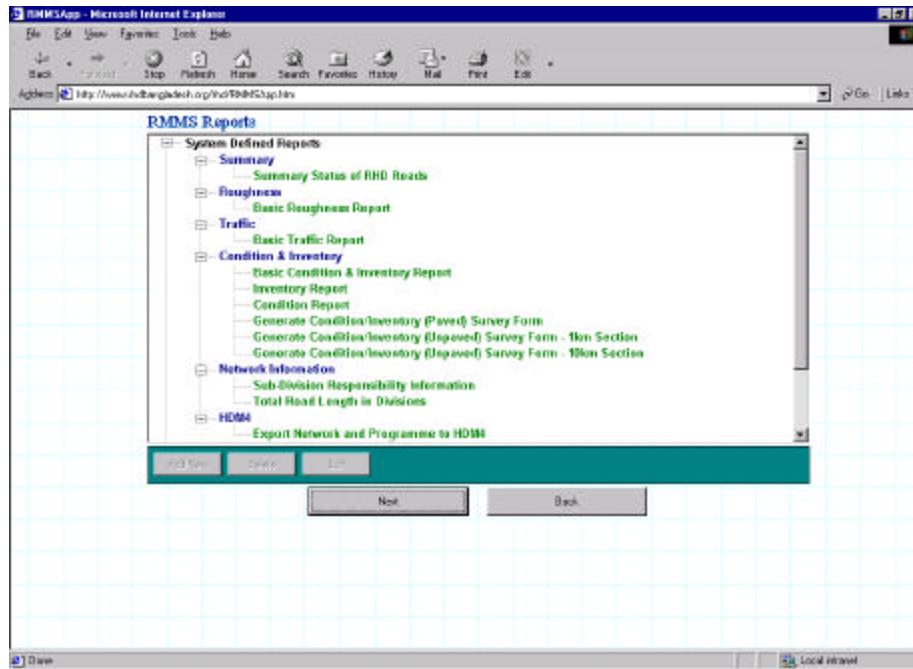 RMMSApp - Microsoft Internet Explorer
File Edit View Favorites Tools Help
Back Forward Stop Refresh Home Search Favorites History Mail Print Edit
Address Go Links
RMMS Reports
System Defined Reports
Summary
Summary Status of RHD Roads
Roughness
Basic Roughness Report
Traffic
Basic Traffic Report
Condition & Inventory
Basic Condition & Inventory Report
Inventory Report
Condition Report
Generate Condition/Inventory (Paved) Survey Form
Generate Condition/Inventory (Unpaved) Survey Form - 1km Section
Generate Condition/Inventory (Unpaved) Survey Form - 10km Section
Network Information
Sub-Division Responsibility Information
Total Road Length in Divisions
HDM4
Export Network and Programme to HDM4
Add New Delete Edit
Next Back
Done Local intranet